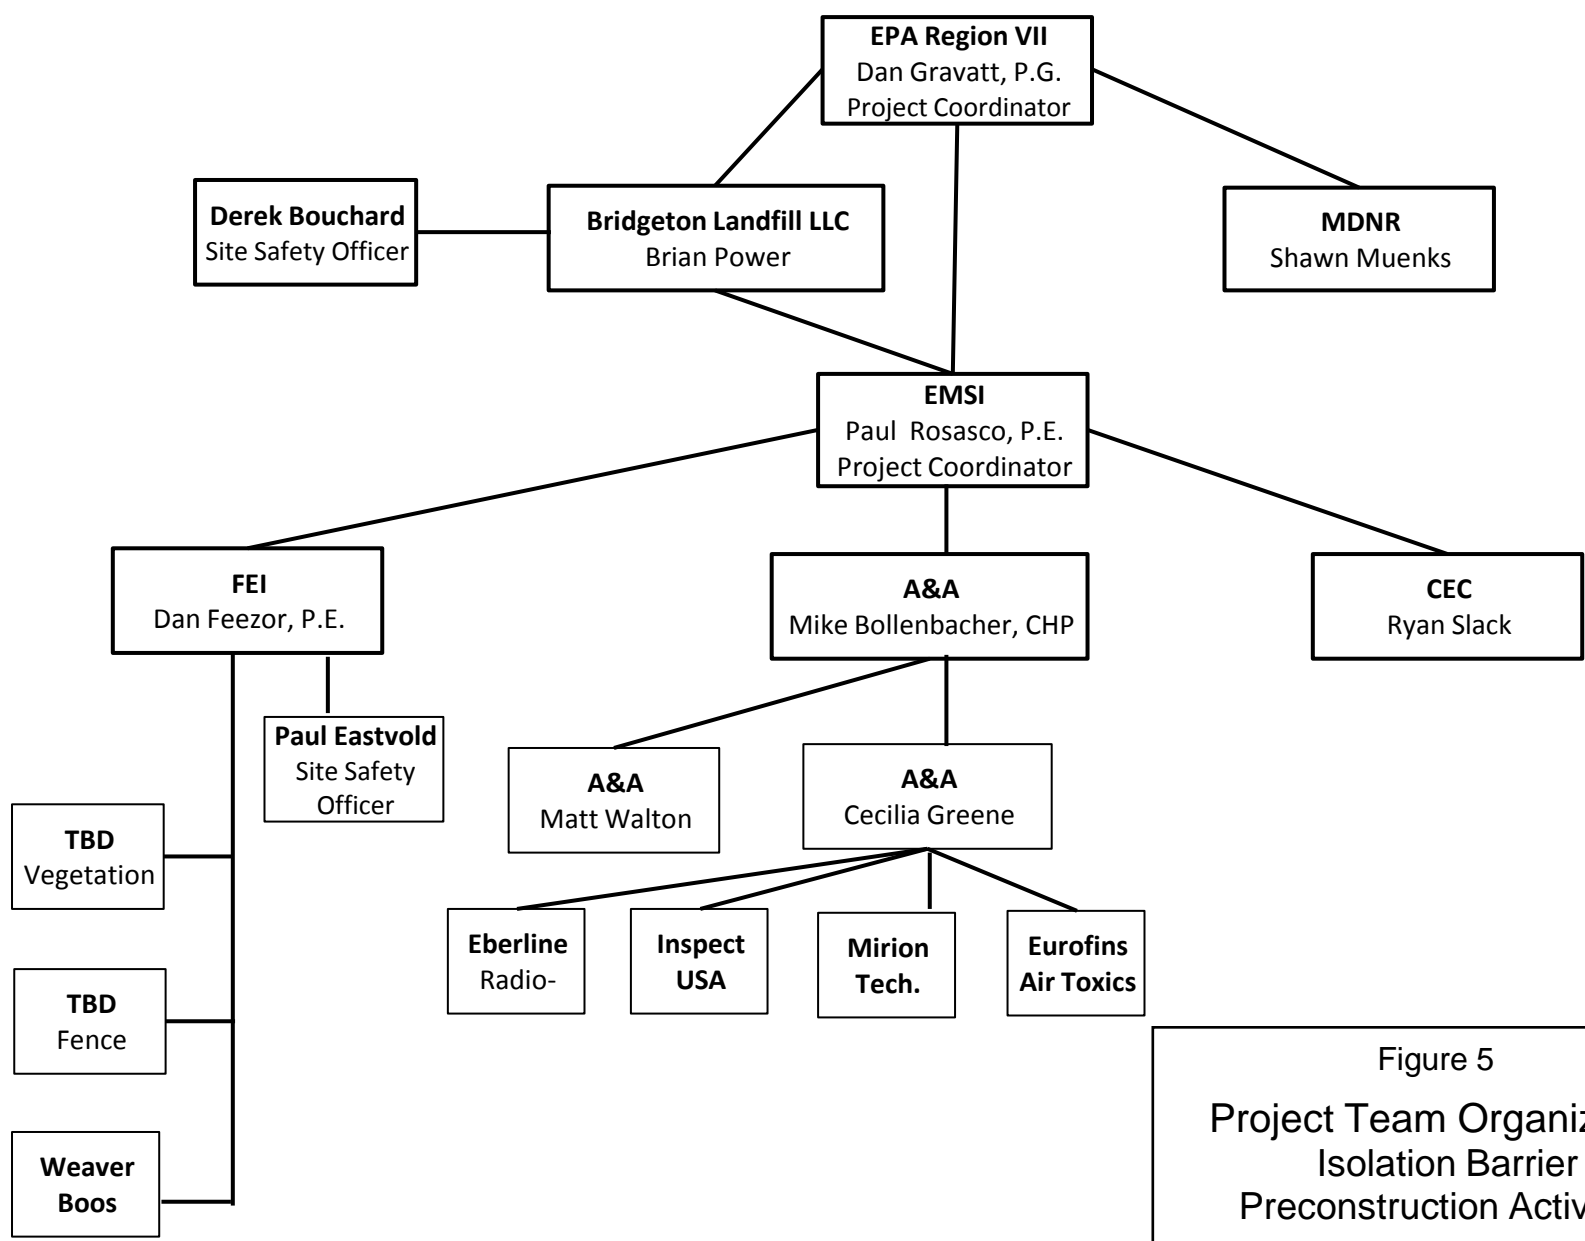 EPA Region VII
Dan Gravatt, P.G.
Project Coordinator
Derek Bouchard
Site Safety Officer
Bridgeton Landfill LLC
Brian Power
MDNR
Shawn Muenks
EMSI
Paul Rosasco, P.E.
Project Coordinator
FEI
Dan Feezor, P.E.
A&A
Mike Bollenbacher, CHP
CEC
Ryan Slack
Paul Eastvold
Site Safety
Officer
A&A
Matt Walton
A&A
Cecilia Greene
TBD
Vegetation
Eberline
Radio-
Inspect
USA
Mirion
Tech.
Eurofins
Air Toxics
TBD
Fence
Weaver
Boos
Figure 5
Project Team
Isolation Barrier
Preconstruction